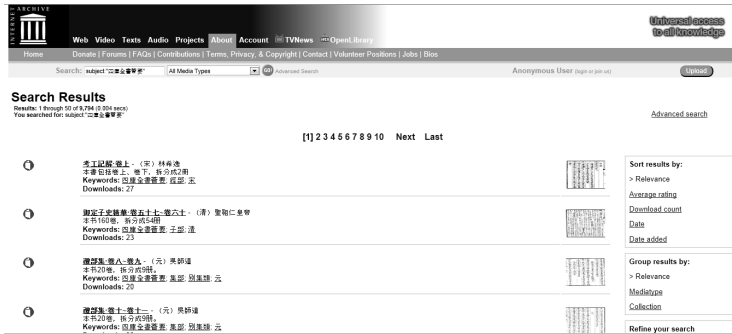 INTERNET ARCHIVE
Web Video Texts Audio Projects About Account TVNews OpenLibrary
Universal access
to all knowledge
Home Donate | Forums | FAQs | Contributions | Terms, Privacy, & Copyright | Contact | Volunteer Positions | Jobs | Bios
Search: subject:"四庫全書薈要" All Media Types GO! Advanced Search Anonymous User (login or join us) Upload
Search Results
Results: 1 through 50 of 9,794 (0.004 secs)
You searched for: subject:"四庫全書薈要"
Advanced search
[1] 2 3 4 5 6 7 8 9 10 Next Last
考工記解·卷上 - （宋）林希逸
本書包括卷上、卷下，拆分成2冊
Keywords: 四庫全書薈要; 經部; 宋
Downloads: 27
御定子史精華·卷五十七~卷六十 - （清）聖祖仁皇帝
本书160卷，拆分成54册
Keywords: 四庫全書薈要; 子部; 清
Downloads: 23
禮部集·卷八~卷九 - （元）吳師道
本书20卷，拆分成9册。
Keywords: 四庫全書薈要; 集部; 別集類; 元
Downloads: 20
禮部集·卷十~卷十一 - （元）吳師道
本书20卷，拆分成9册。
Keywords: 四庫全書薈要; 集部; 別集類; 元
Sort results by:
> Relevance
Average rating
Download count
Date
Date added
Group results by:
> Relevance
Mediatype
Collection
Refine your search